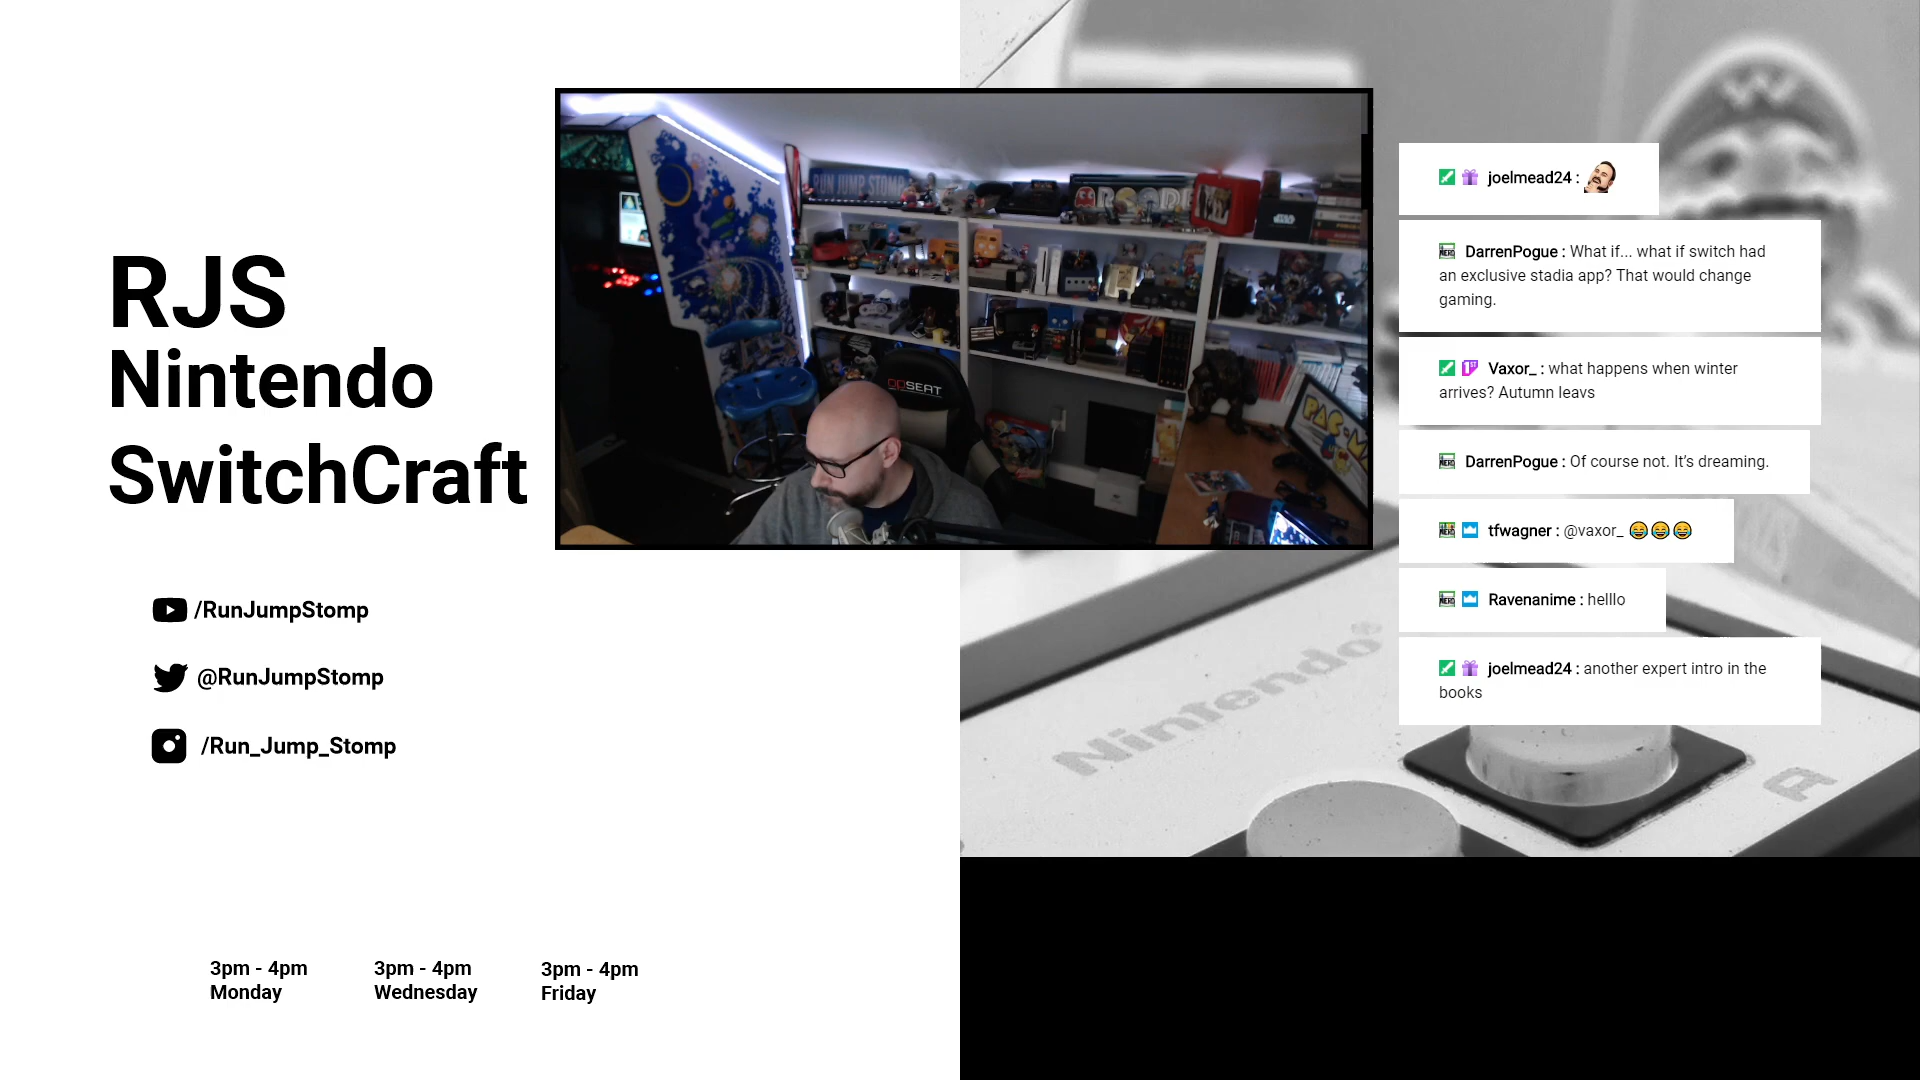 RJS
Nintendo
SwitchCraft
/RunJumpStomp
@RunJumpStomp
/Run_Jump_Stomp
3pm - 4pm
Monday
3pm - 4pm
Wednesday
3pm - 4pm
Friday
RUN JUMP STOMP
SEAT
PAC-M
joelmead24 :
DarrenPogue : What if... what if switch had
an exclusive stadia app? That would change
gaming.
Vaxor_ : what happens when winter
arrives? Autumn leavs
DarrenPogue : Of course not. It's dreaming.
tfwagner : @vaxor_ 😂😂😂
Ravenanime : helllo
joelmead24 : another expert intro in the
books
Nintendo
A